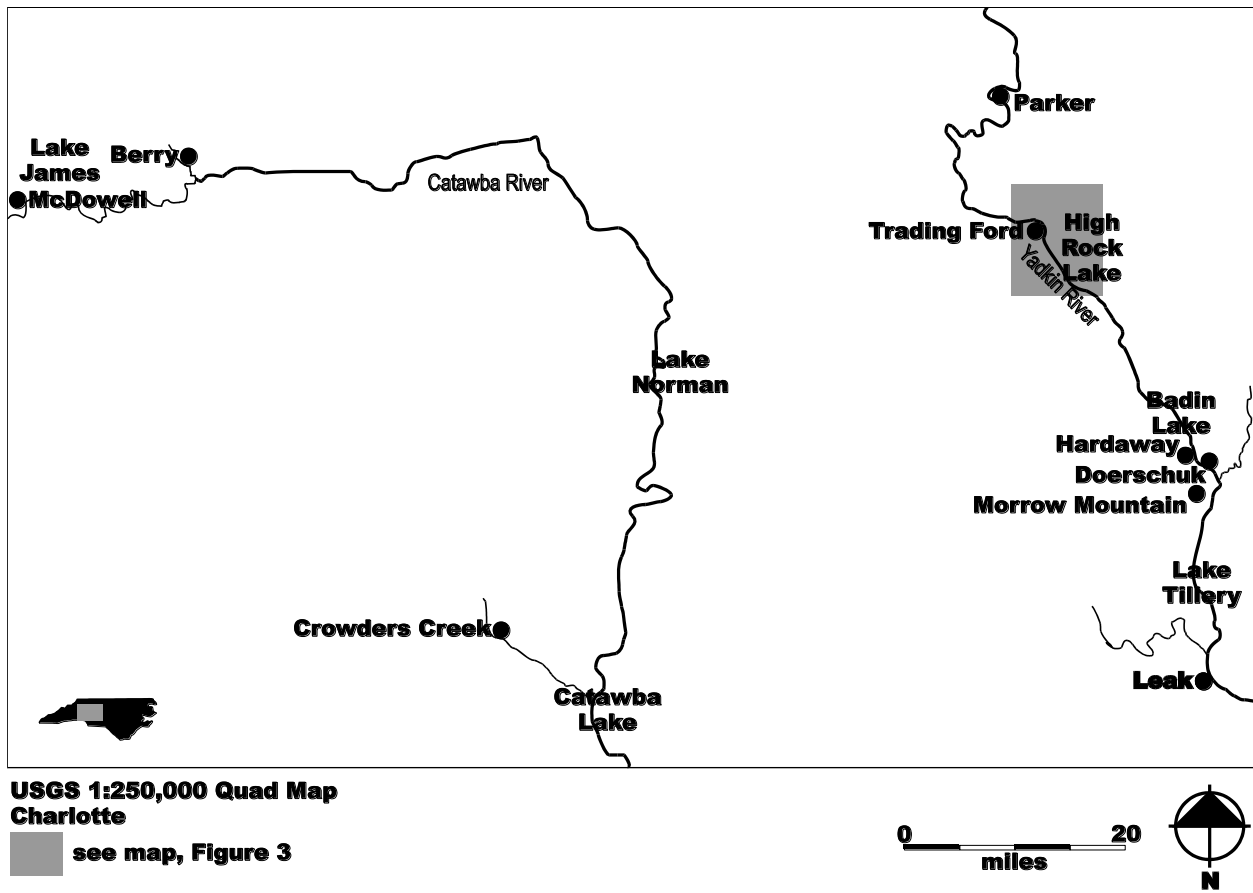 Parker
Lake
James
Berry
McDowell
Catawba River
Trading Ford
High
Rock
Lake
Yadkin River
Lake
Norman
Badin
Lake
Hardaway
Doerschuk
Morrow Mountain
Lake
Tillery
Crowders Creek
Leak
Catawba
Lake
USGS 1:250,000 Quad Map
Charlotte
see map, Figure 3
0 20
miles
N